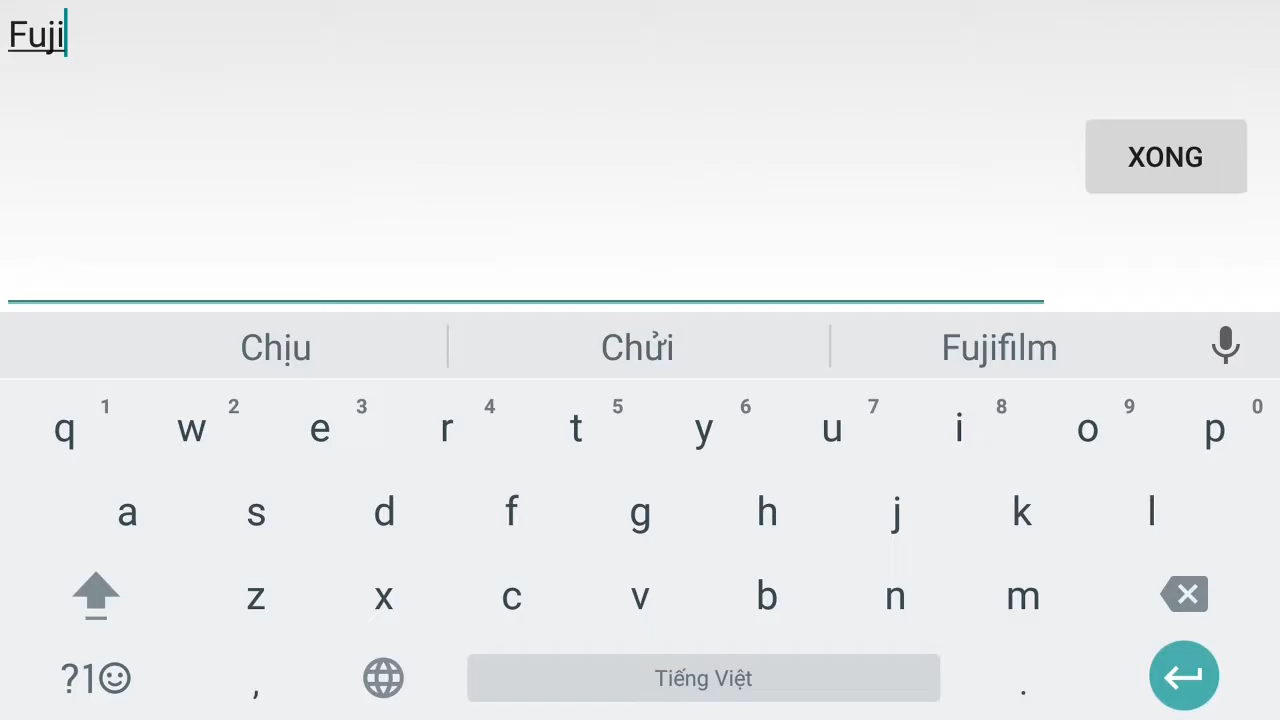 Fuji
XONG
Chịu Chửi Fujifilm
1 2 3 4 5 6 7 8 9 0
q w e r t y u i o p
a s d f g h j k l
z x c v b n m
?1 , Tiếng Việt .